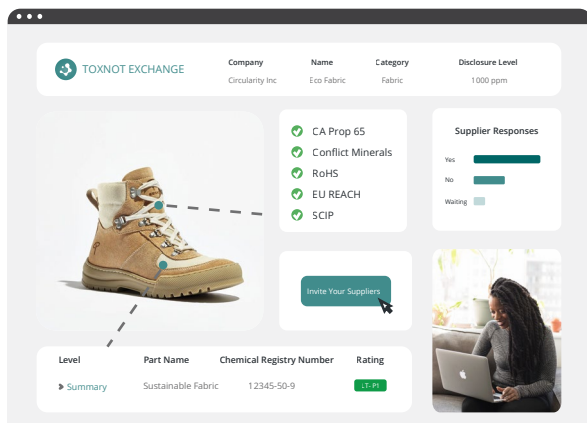 TOXNOT EXCHANGE
Company Name Category Disclosure Level
Circularity Inc Eco Fabric Fabric 1000 ppm
CA Prop 65
Conflict Minerals
RoHS
EU REACH
SCIP
Supplier Responses
Yes
No
Waiting
Invite Your Suppliers
Level Part Name Chemical Registry Number Rating
Summary Sustainable Fabric 12345-50-9